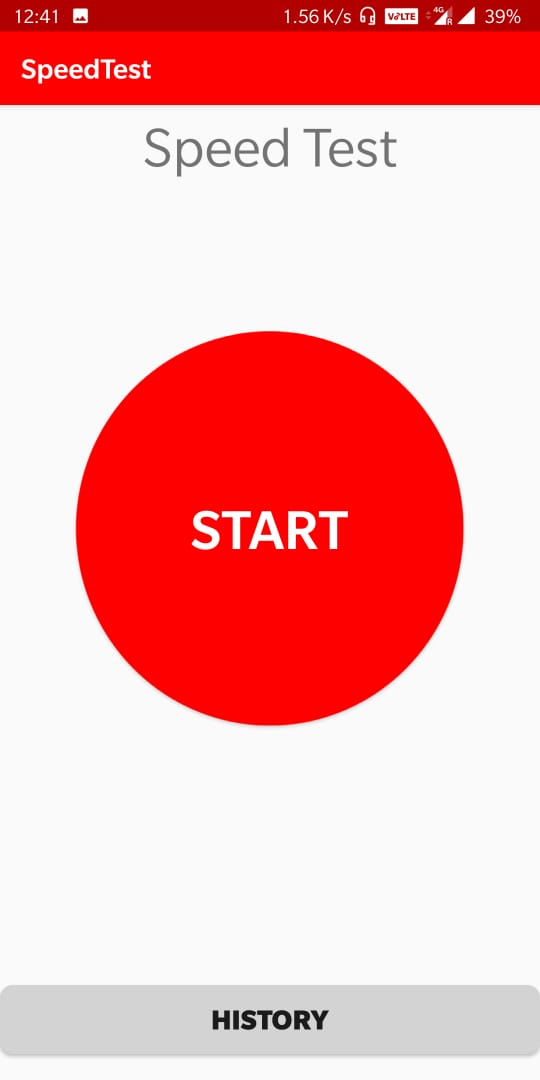 12:41 1.56 K/s VoLTE 4G R 39%
SpeedTest
Speed Test
START
HISTORY